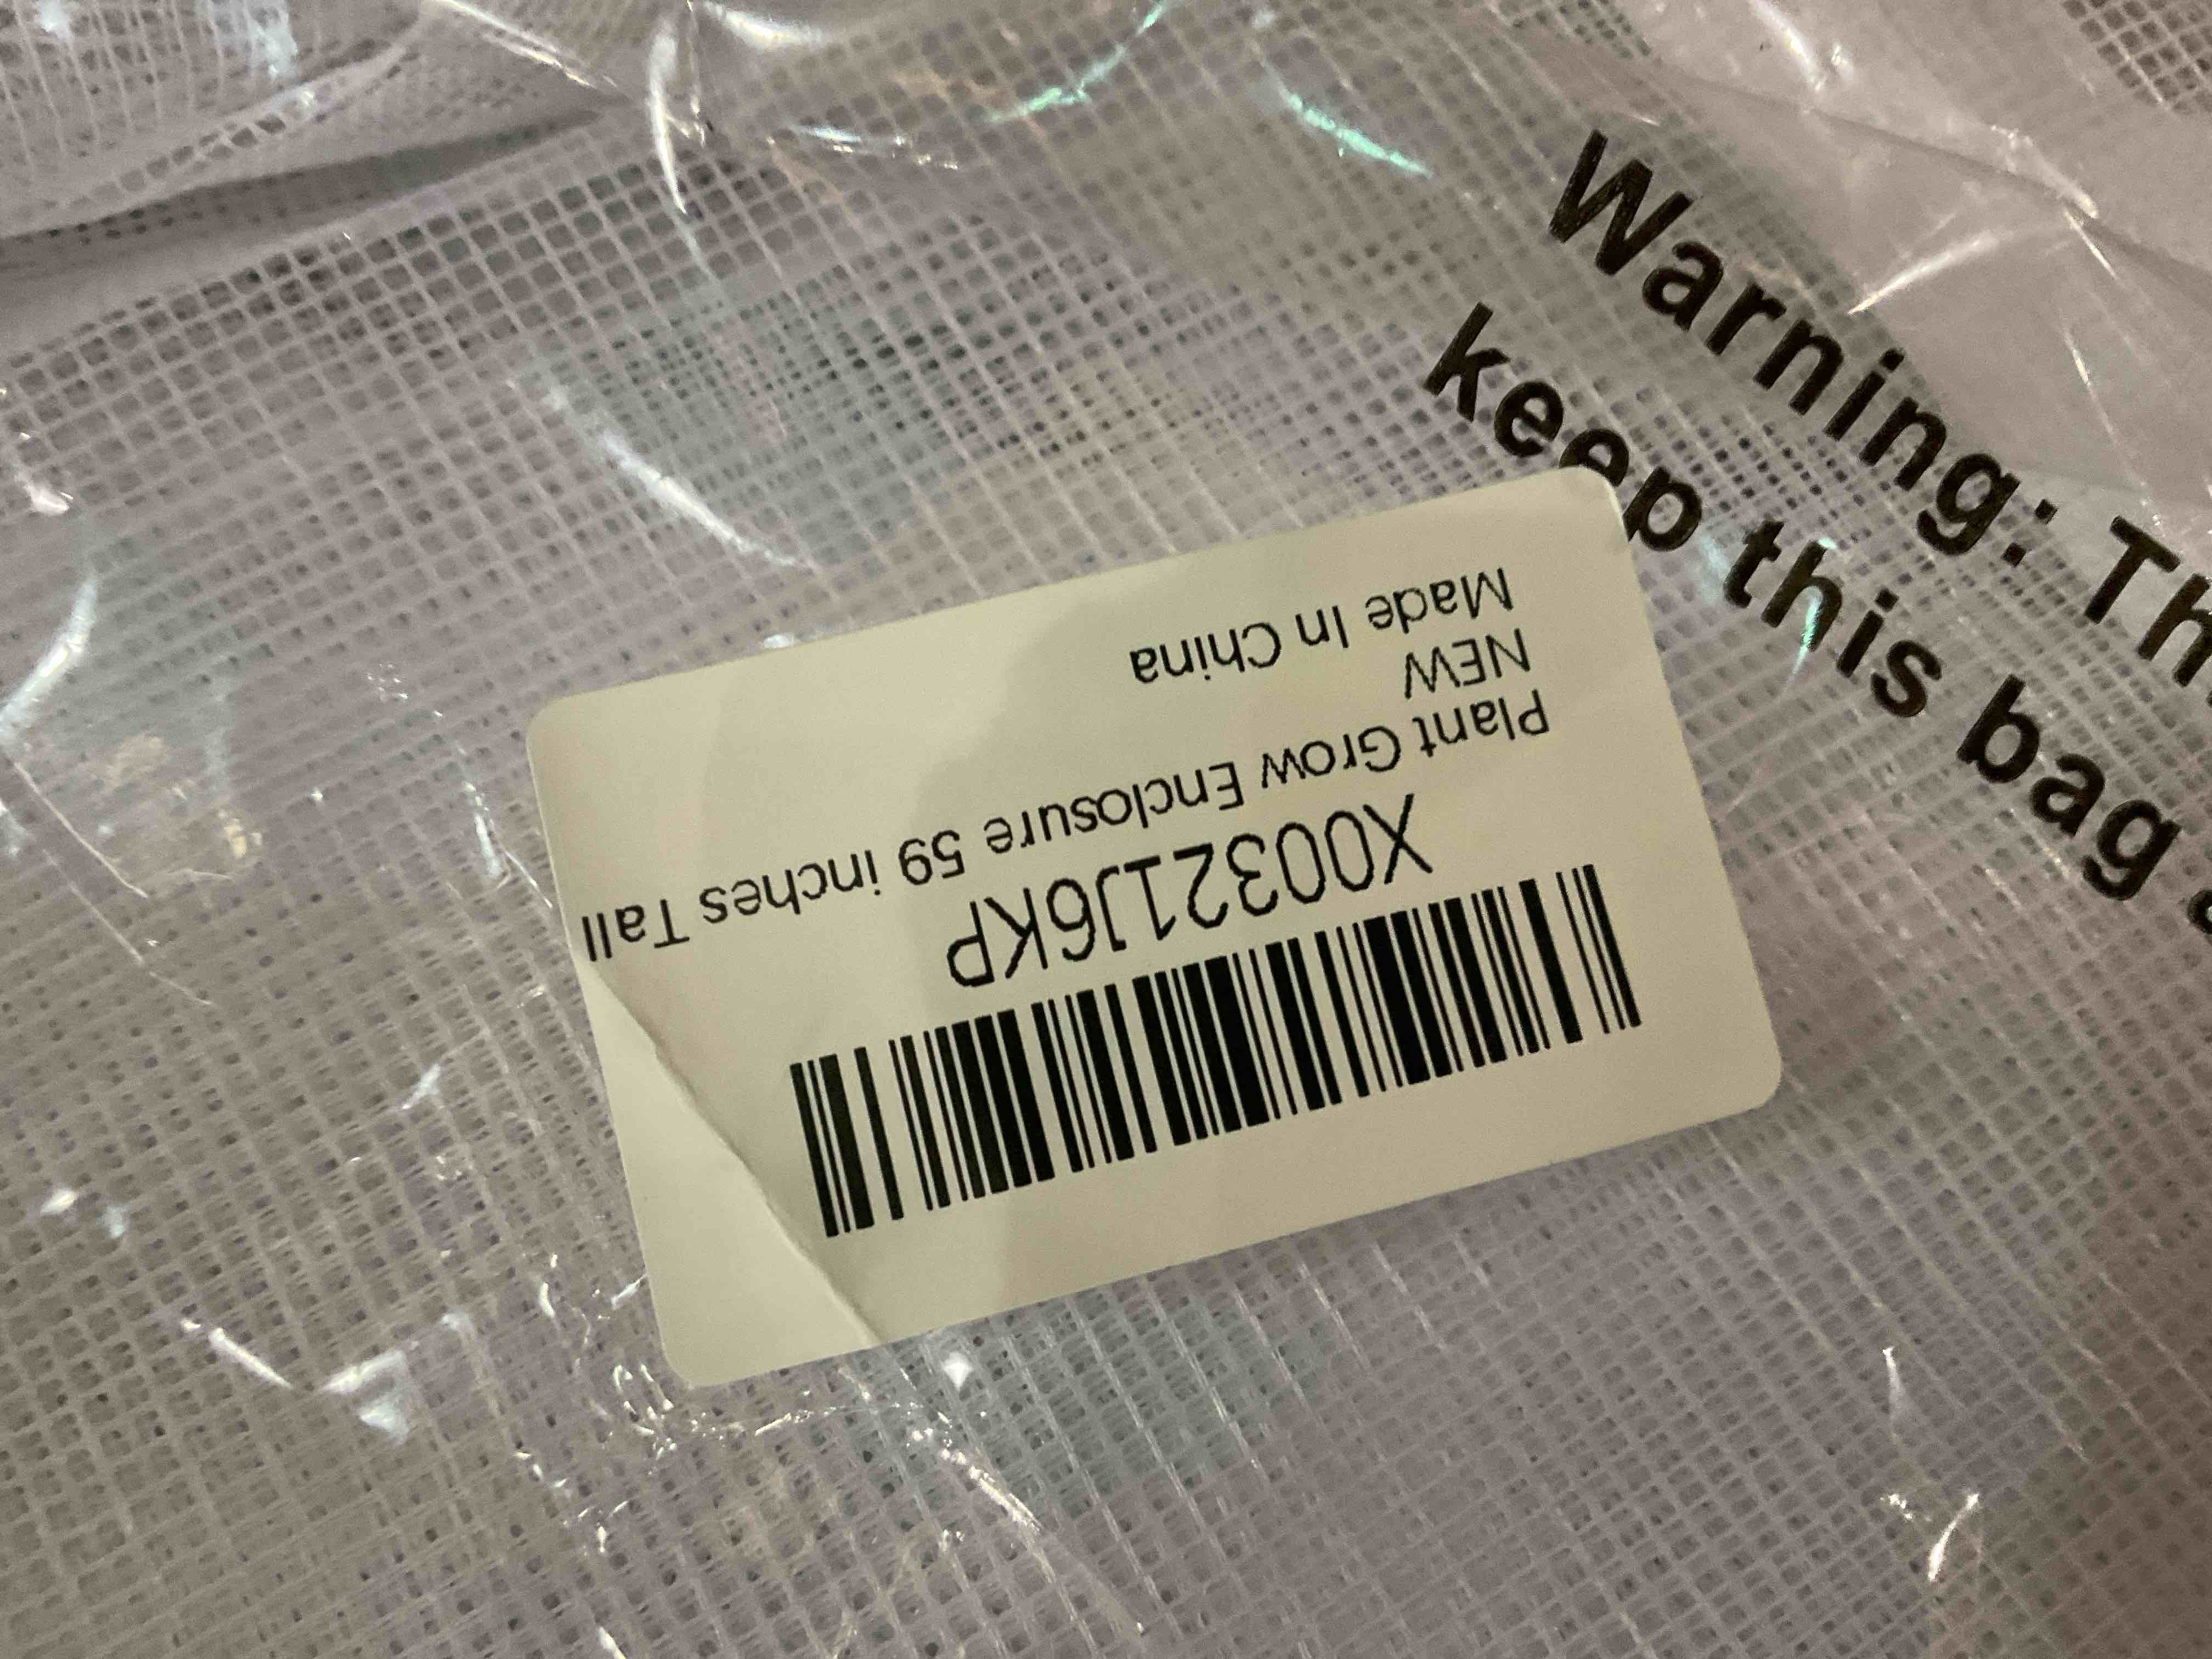 Warning: Th
keep this bag
X00321J6KP
Plant Grow Enclosure 59 inches Tall
NEW
Made In China